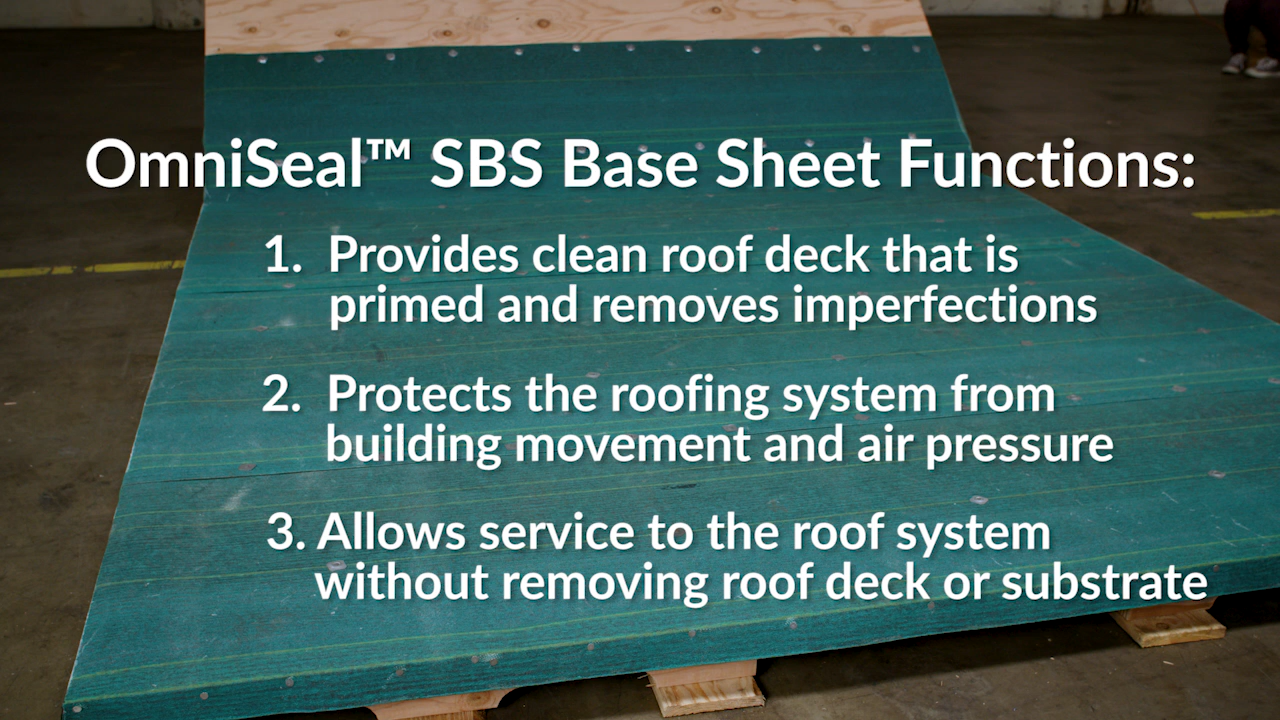 OmniSeal™ SBS Base Sheet Functions:
1. Provides clean roof deck that is
primed and removes imperfections
2. Protects the roofing system from
building movement and air pressure
3. Allows service to the roof system
without removing roof deck or substrate